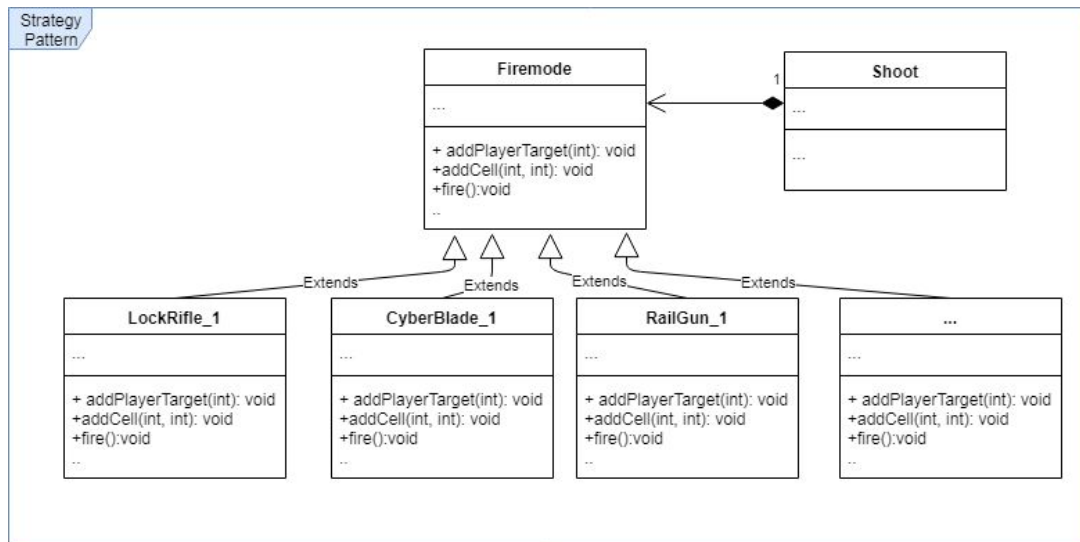 Strategy
Pattern
Firemode
...
+ addPlayerTarget(int): void
+addCell(int, int): void
+fire():void
..
1
Shoot
...
...
Extends
Extends
Extends
Extends
LockRifle_1
...
+ addPlayerTarget(int): void
+addCell(int, int): void
+fire():void
..
CyberBlade_1
...
+ addPlayerTarget(int): void
+addCell(int, int): void
+fire():void
..
RailGun_1
...
+ addPlayerTarget(int): void
+addCell(int, int): void
+fire():void
..
...
...
+ addPlayerTarget(int): void
+addCell(int, int): void
+fire():void
..